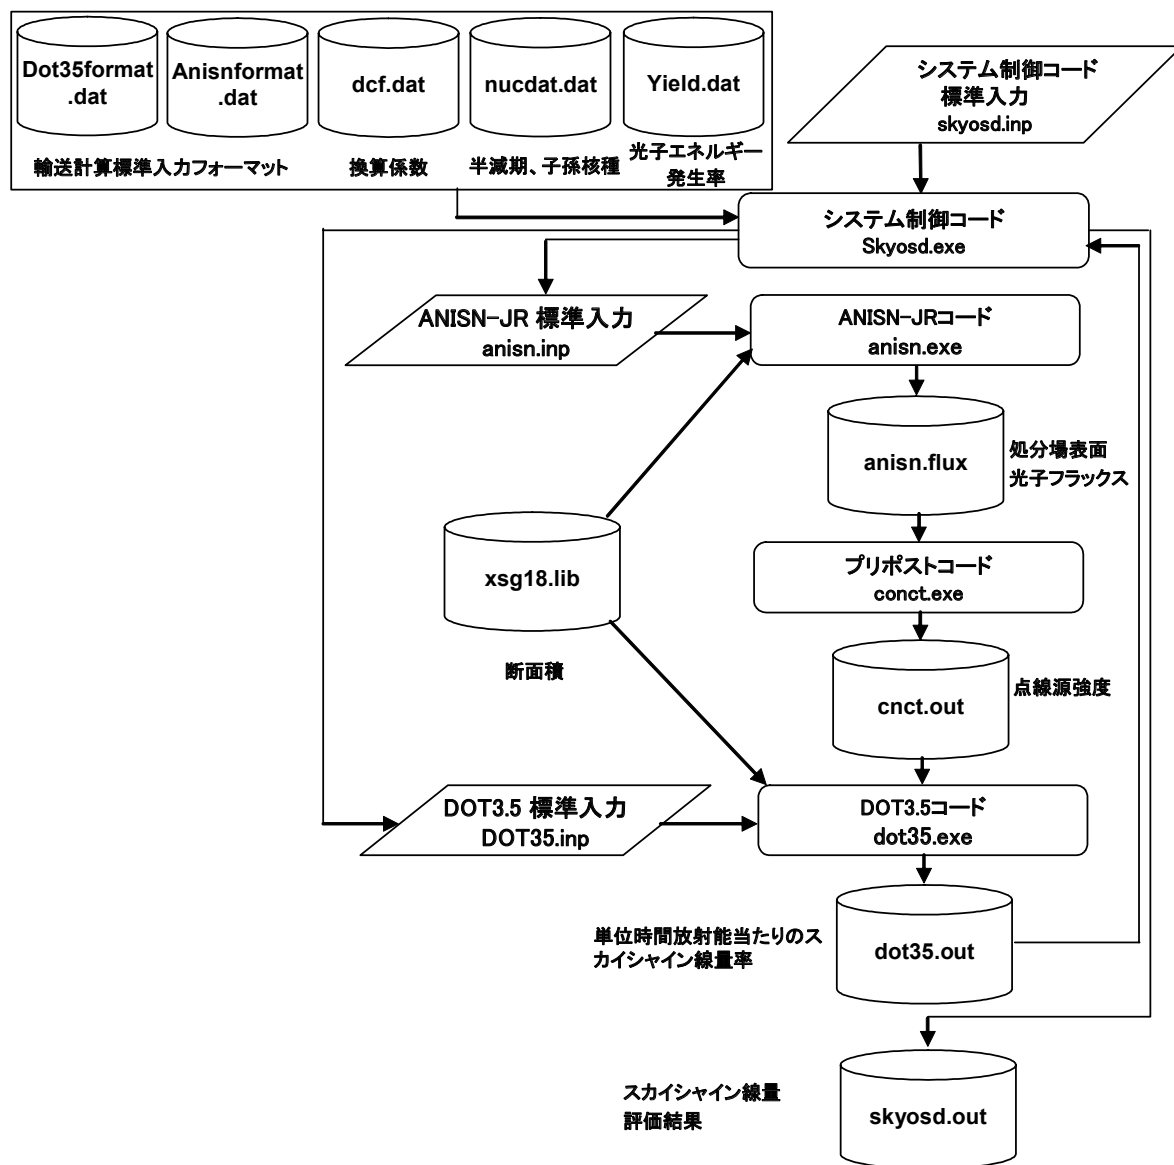 Dot35format
.dat
Anisnformat
.dat
dcf.dat
nucdat.dat
Yield.dat
輸送計算標準入力フォーマット
換算係数
半減期、子孫核種
光子エネルギー
発生率
システム制御コード
標準入力
skyosd.inp
システム制御コード
Skyosd.exe
ANISN-JR 標準入力
anisn.inp
ANISN-JRコード
anisn.exe
anisn.flux
処分場表面
光子フラックス
xsg18.lib
断面積
プリポストコード
conct.exe
cnct.out
点線源強度
DOT3.5 標準入力
DOT35.inp
DOT3.5コード
dot35.exe
単位時間放射能当たりのス
カイシャイン線量率
dot35.out
スカイシャイン線量
評価結果
skyosd.out